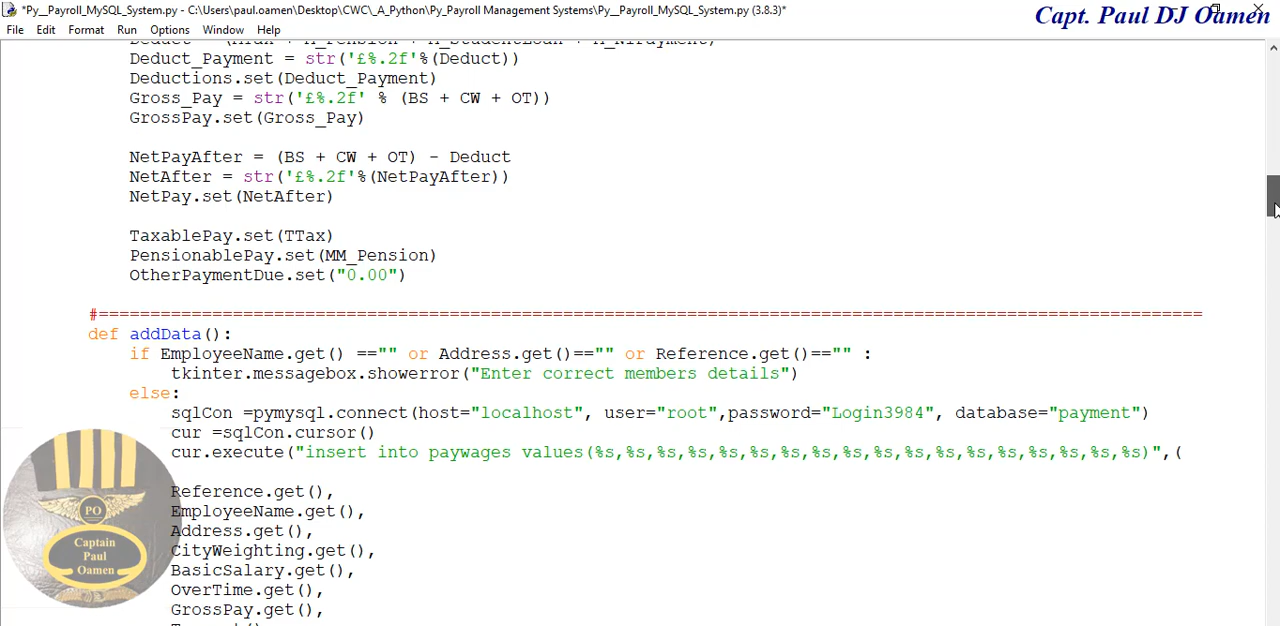 *Py__Payroll_MySQL_System.py - C:\Users\paul.oamen\Desktop\CWC\_A_Python\Py_Payroll Management Systems\Py__Payroll_MySQL_System.py (3.8.3)*
Capt. Paul DJ Oamen
File Edit Format Run Options Window Help
Deduct_Payment = str('£%.2f'%(Deduct))
Deductions.set(Deduct_Payment)
Gross_Pay = str('£%.2f' % (BS + CW + OT))
GrossPay.set(Gross_Pay)
NetPayAfter = (BS + CW + OT) - Deduct
NetAfter = str('£%.2f'%(NetPayAfter))
NetPay.set(NetAfter)
TaxablePay.set(TTax)
PensionablePay.set(MM_Pension)
OtherPaymentDue.set("0.00")
#===========================================================================================================
def addData():
if EmployeeName.get() =="" or Address.get()=="" or Reference.get()=="" :
tkinter.messagebox.showerror("Enter correct members details")
else:
sqlCon =pymysql.connect(host="localhost", user="root",password="Login3984", database="payment")
cur =sqlCon.cursor()
cur.execute("insert into paywages values(%s,%s,%s,%s,%s,%s,%s,%s,%s,%s,%s,%s,%s,%s,%s,%s,%s,%s)",(
Reference.get(),
EmployeeName.get(),
Address.get(),
CityWeighting.get(),
BasicSalary.get(),
OverTime.get(),
GrossPay.get(),
PO
Captain
Paul
Oamen